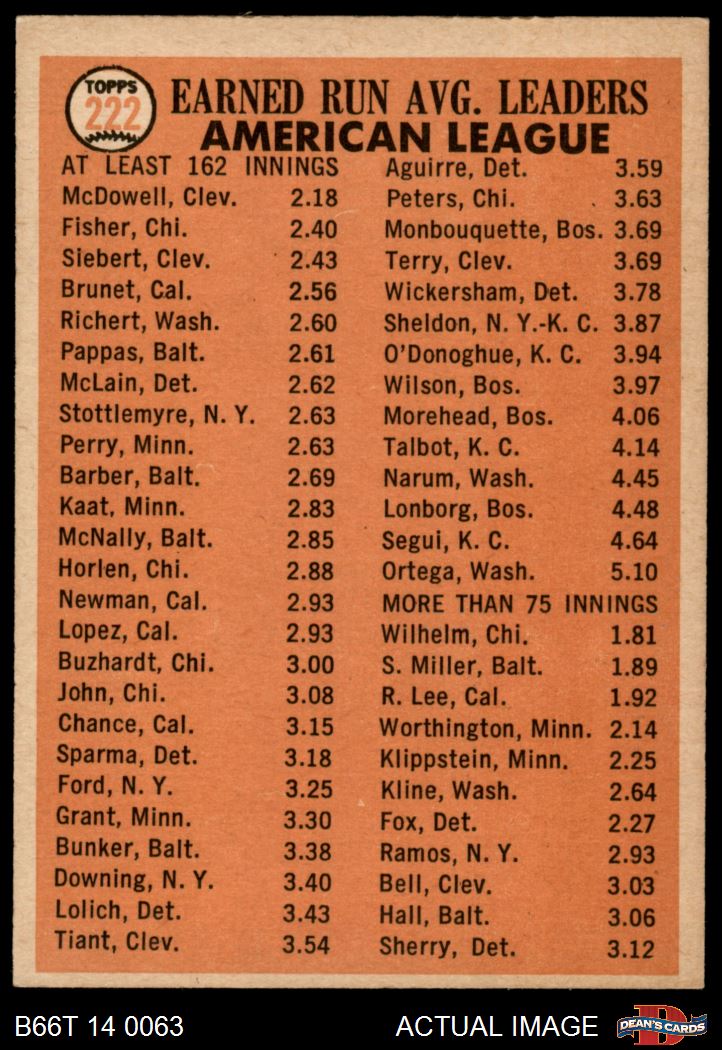 TOPPS
222
EARNED RUN AVG. LEADERS
AMERICAN LEAGUE
AT LEAST 162 INNINGS
McDowell, Clev. 2.18
Fisher, Chi. 2.40
Siebert, Clev. 2.43
Brunet, Cal. 2.56
Richert, Wash. 2.60
Pappas, Balt. 2.61
McLain, Det. 2.62
Stottlemyre, N. Y. 2.63
Perry, Minn. 2.63
Barber, Balt. 2.69
Kaat, Minn. 2.83
McNally, Balt. 2.85
Horlen, Chi. 2.88
Newman, Cal. 2.93
Lopez, Cal. 2.93
Buzhardt, Chi. 3.00
John, Chi. 3.08
Chance, Cal. 3.15
Sparma, Det. 3.18
Ford, N. Y. 3.25
Grant, Minn. 3.30
Bunker, Balt. 3.38
Downing, N. Y. 3.40
Lolich, Det. 3.43
Tiant, Clev. 3.54
Aguirre, Det. 3.59
Peters, Chi. 3.63
Monbouquette, Bos. 3.69
Terry, Clev. 3.69
Wickersham, Det. 3.78
Sheldon, N. Y.-K. C. 3.87
O'Donoghue, K. C. 3.94
Wilson, Bos. 3.97
Morehead, Bos. 4.06
Talbot, K. C. 4.14
Narum, Wash. 4.45
Lonborg, Bos. 4.48
Segui, K. C. 4.64
Ortega, Wash. 5.10
MORE THAN 75 INNINGS
Wilhelm, Chi. 1.81
S. Miller, Balt. 1.89
R. Lee, Cal. 1.92
Worthington, Minn. 2.14
Klippstein, Minn. 2.25
Kline, Wash. 2.64
Fox, Det. 2.27
Ramos, N. Y. 2.93
Bell, Clev. 3.03
Hall, Balt. 3.06
Sherry, Det. 3.12
B66T 14 0063
ACTUAL IMAGE
D
DEAN'S CARDS